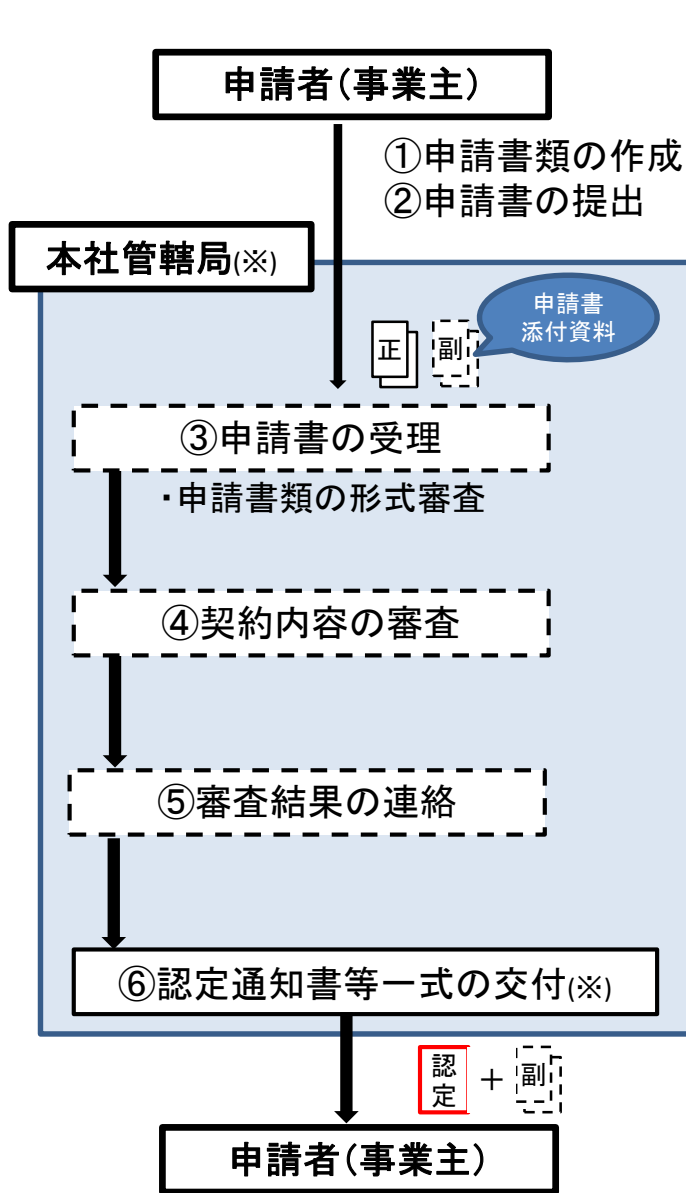 申請者(事業主)
①申請書類の作成
②申請書の提出
本社管轄局(※)
申請書
添付資料
正
副
③申請書の受理
・申請書類の形式審査
④契約内容の審査
⑤審査結果の連絡
⑥認定通知書等一式の交付(※)
認
定
＋
副
申請者(事業主)